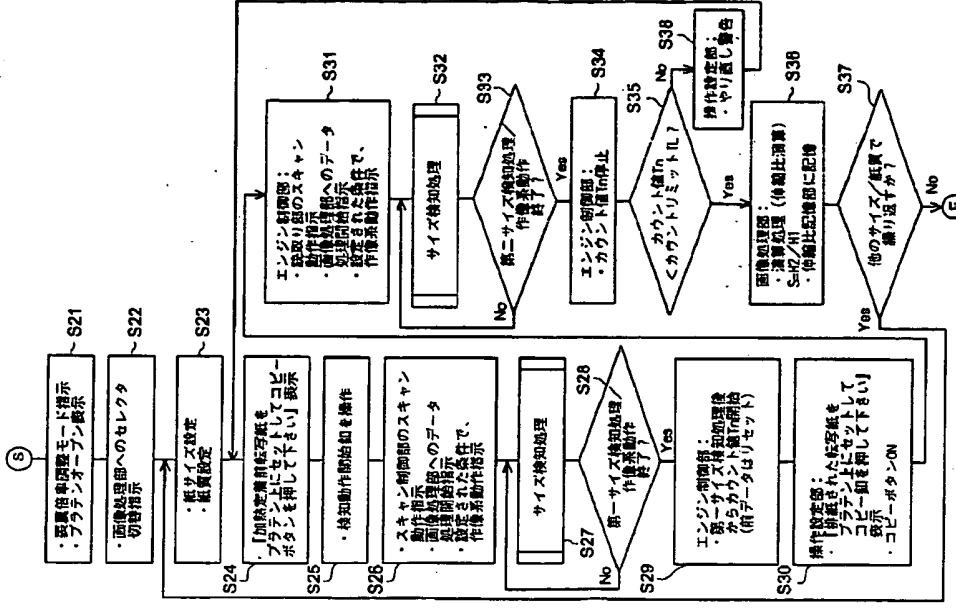 S
・表裏倍率調整モード指示
・プラテンオープン表示
S21
・画像処理部へのセレクタ
切替指示
S22
・紙サイズ設定
・紙質設定
S23
・『加熱定着前転写紙を
プラテン上にセットしてコピー
ボタンを押して下さい』表示
S24
・検知動作開始釦を操作
S25
・スキャン制御部のスキャン
動作指示
・画像処理部へのデータ
処理開始指示
・設定された条件で、
作像系動作指示
S26
サイズ検知処理
S27
第一サイズ検知処理/
作像系動作
終了?
S28
No
Yes
エンジン制御部:
・第一サイズ検知処理後
からカウント値Tn開始
(前データはリセット)
S29
操作設定部:
・『排紙された転写紙を
プラテン上にセットして
コピー釦を押して下さい』
表示
・コピーボタンON
S30
エンジン制御部:
・読取り部のスキャン
動作指示
・画像処理部へのデータ
処理開始指示
・設定された条件で、
作像系動作指示
S31
サイズ検知処理
S32
第二サイズ検知処理/
作像系動作
終了?
S33
No
Yes
エンジン制御部:
・カウント値Tn停止
S34
カウント値Tn
<カウントリミットTL?
S35
No
Yes
操作設定部:
・やり直し警告
S38
画像処理部:
・演算処理(伸縮比演算)
S=H2/H1
・伸縮比記憶部に記憶
S36
他のサイズ/紙質で
繰り返すか?
S37
Yes
No
E